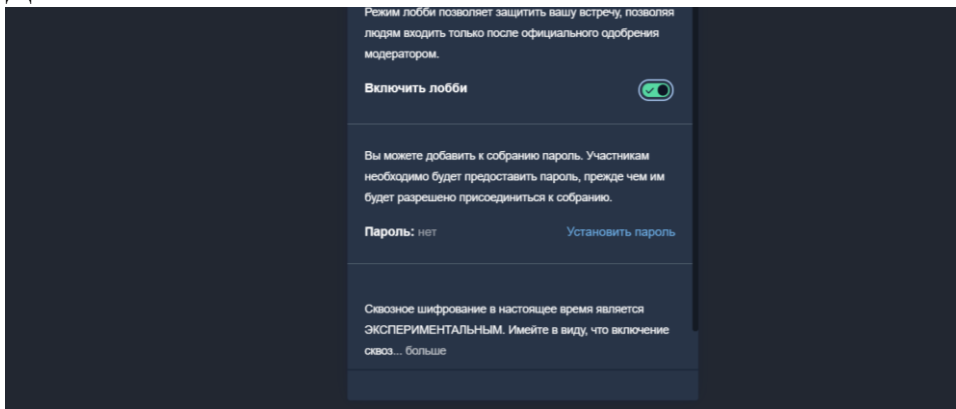 Режим лобби позволяет защитить вашу встречу, позволяя
людям входить только после официального одобрения
модератором.
Включить лобби
Вы можете добавить к собранию пароль. Участникам
необходимо будет предоставить пароль, прежде чем им
будет разрешено присоединиться к собранию.
Пароль: нет Установить пароль
Сквозное шифрование в настоящее время является
ЭКСПЕРИМЕНТАЛЬНЫМ. Имейте в виду, что включение
сквоз... больше